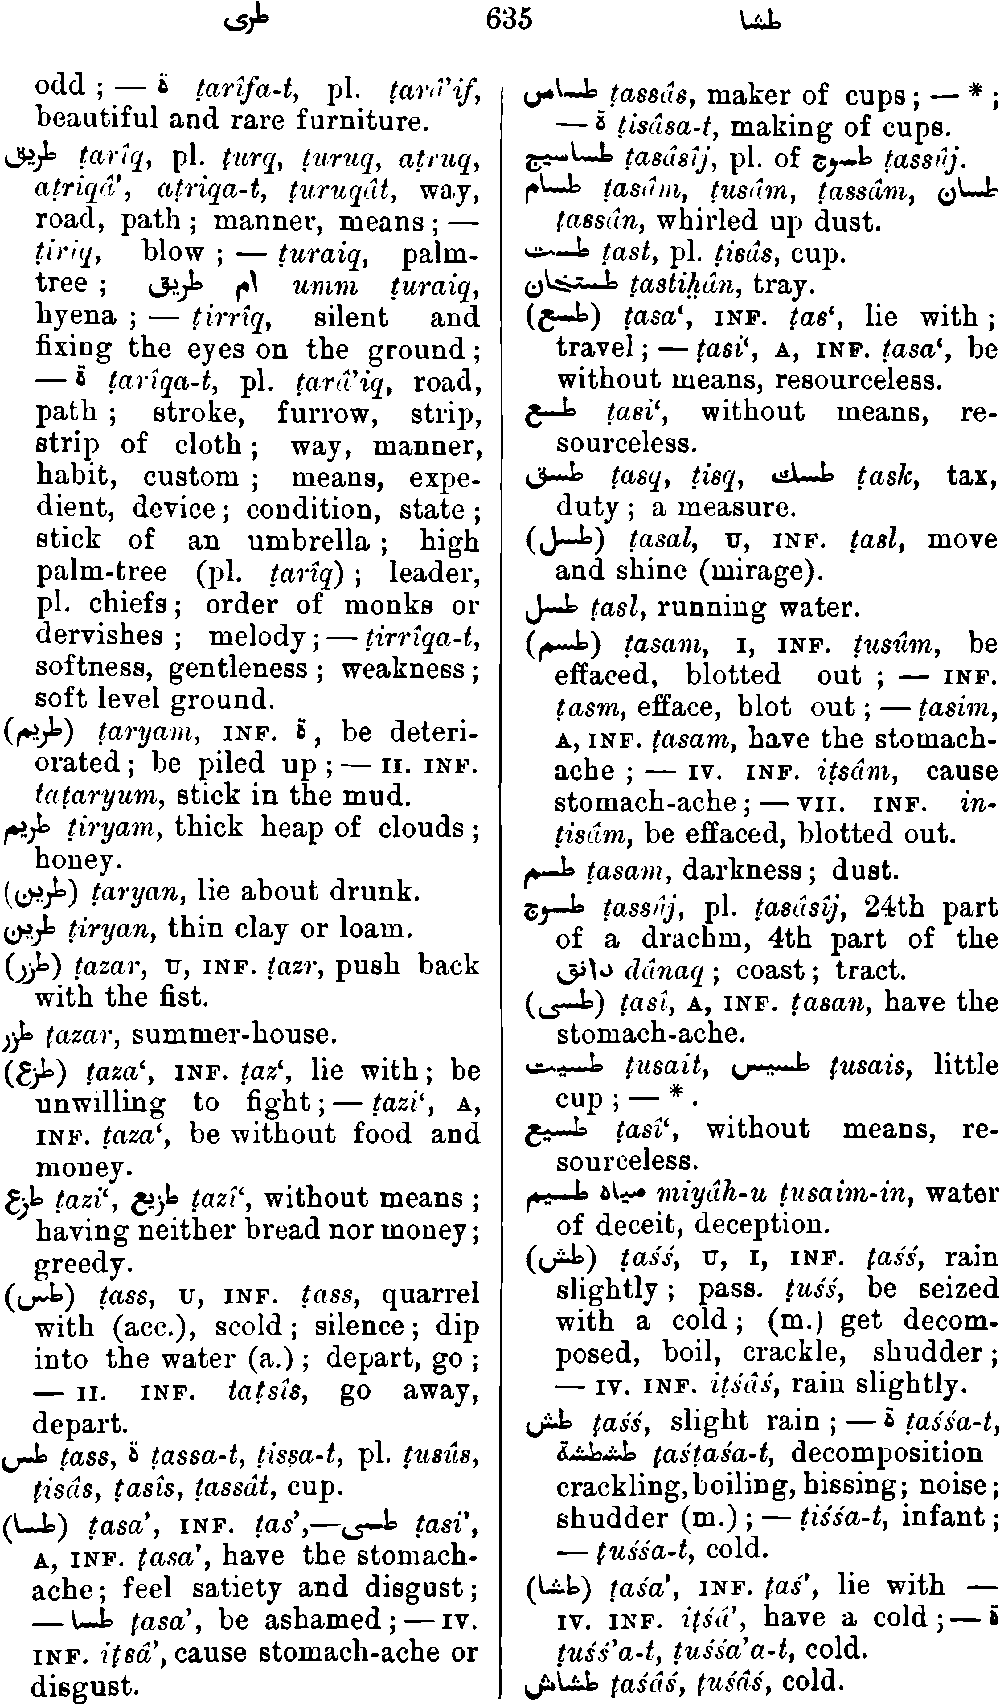 طرى 635 طشا
odd ; — ة ṭarîfa-t, pl. ṭarâ’if,
beautiful and rare furniture.
طريق ṭarîq, pl. ṭurq, ṭuruq, aṭruq,
aṭriqâ’, aṭriqa-t, ṭuruqât, way,
road, path ; manner, means ; —
ṭirîq, blow ; — ṭuraiq, palm-
tree ; ام طريق umm ṭuraiq,
hyena ; — ṭirrîq, silent and
fixing the eyes on the ground ;
— ة ṭarîqa-t, pl. ṭarâ’iq, road,
path ; stroke, furrow, strip,
strip of cloth ; way, manner,
habit, custom ; means, expe-
dient, device ; condition, state ;
stick of an umbrella ; high
palm-tree (pl. ṭarîq) ; leader,
pl. chiefs ; order of monks or
dervishes ; melody ; — ṭirrîqa-t,
softness, gentleness ; weakness ;
soft level ground.
(طريم) ṭaryam, INF. ة, be deteri-
orated ; be piled up ; — II. INF.
taṭaryum, stick in the mud.
طريم ṭiryam, thick heap of clouds ;
honey.
(طرين) ṭaryan, lie about drunk.
طرين ṭiryan, thin clay or loam.
(طزر) ṭazar, U, INF. ṭazr, push back
with the fist.
طزر ṭazar, summer-house.
(طزع) ṭaza‘, INF. ṭaz‘, lie with ; be
unwilling to fight ; — ṭazi‘, A,
INF. ṭaza‘, be without food and
money.
طزع ṭazi‘, طزيع ṭazî‘, without means ;
having neither bread nor money ;
greedy.
(طس) ṭass, U, INF. ṭass, quarrel
with (acc.), scold ; silence ; dip
into the water (a.) ; depart, go ;
— II. INF. taṭsîs, go away,
depart.
طس ṭass, ة ṭassa-t, ṭissa-t, pl. ṭusûs,
ṭisâs, ṭasîs, ṭassât, cup.
(طسا) ṭasa’, INF. ṭas’,—طسى ṭasi’,
A, INF. ṭasa’, have the stomach-
ache ; feel satiety and disgust ;
— طسا ṭasa’, be ashamed ; — IV.
INF. iṭsâ’, cause stomach-ache or
disgust.
طساس ṭassâs, maker of cups ; — * ;
— ة ṭisâsa-t, making of cups.
طساسيج ṭasâsîj, pl. of طسوج ṭassûj.
طسام ṭasâm, ṭusâm, ṭassâm, طسان
ṭassân, whirled up dust.
طست ṭast, pl. ṭisâs, cup.
طستخان ṭastiḫân, tray.
(طسع) ṭasa‘, INF. ṭas‘, lie with ;
travel ; — ṭasi‘, A, INF. ṭasa‘, be
without means, resourceless.
طسع ṭasi‘, without means, re-
sourceless.
طسق ṭasq, ṭisq, طسك ṭask, tax,
duty ; a measure.
(طسل) ṭasal, U, INF. ṭasl, move
and shine (mirage).
طسل ṭasl, running water.
(طسم) ṭasam, I, INF. ṭusûm, be
effaced, blotted out ; — INF.
ṭasm, efface, blot out ; — ṭasim,
A, INF. ṭasam, have the stomach-
ache ; — IV. INF. iṭsâm, cause
stomach-ache ; — VII. INF. in-
ṭisâm, be effaced, blotted out.
طسم ṭasam, darkness ; dust.
طسوج ṭassûj, pl. ṭasâsîj, 24th part
of a drachm, 4th part of the
دانق dânaq ; coast ; tract.
(طسى) ṭasî, A, INF. ṭasan, have the
stomach-ache.
طسيت ṭusait, طسيس ṭusais, little
cup ; — * .
طسيع ṭasî‘, without means, re-
sourceless.
مياه طسيم miyâh-u ṭusaim-in, water
of deceit, deception.
(طش) ṭaśś, U, I, INF. ṭaśś, rain
slightly ; pass. ṭuśś, be seized
with a cold ; (m.) get decom-
posed, boil, crackle, shudder ;
— IV. INF. iṭśâś, rain slightly.
طش ṭaśś, slight rain ; — ة ṭaśśa-t,
طشطشة ṭaśṭaśa-t, decomposition
crackling, boiling, hissing ; noise ;
shudder (m.) ; — ṭiśśa-t, infant ;
— ṭuśśa-t, cold.
(طشا) ṭaśa’, INF. ṭaś’, lie with —
IV. INF. iṭśâ’, have a cold ; — ة
ṭuśś’a-t, ṭuśśa’a-t, cold.
طشاش ṭaśâś, ṭuśâś, cold.